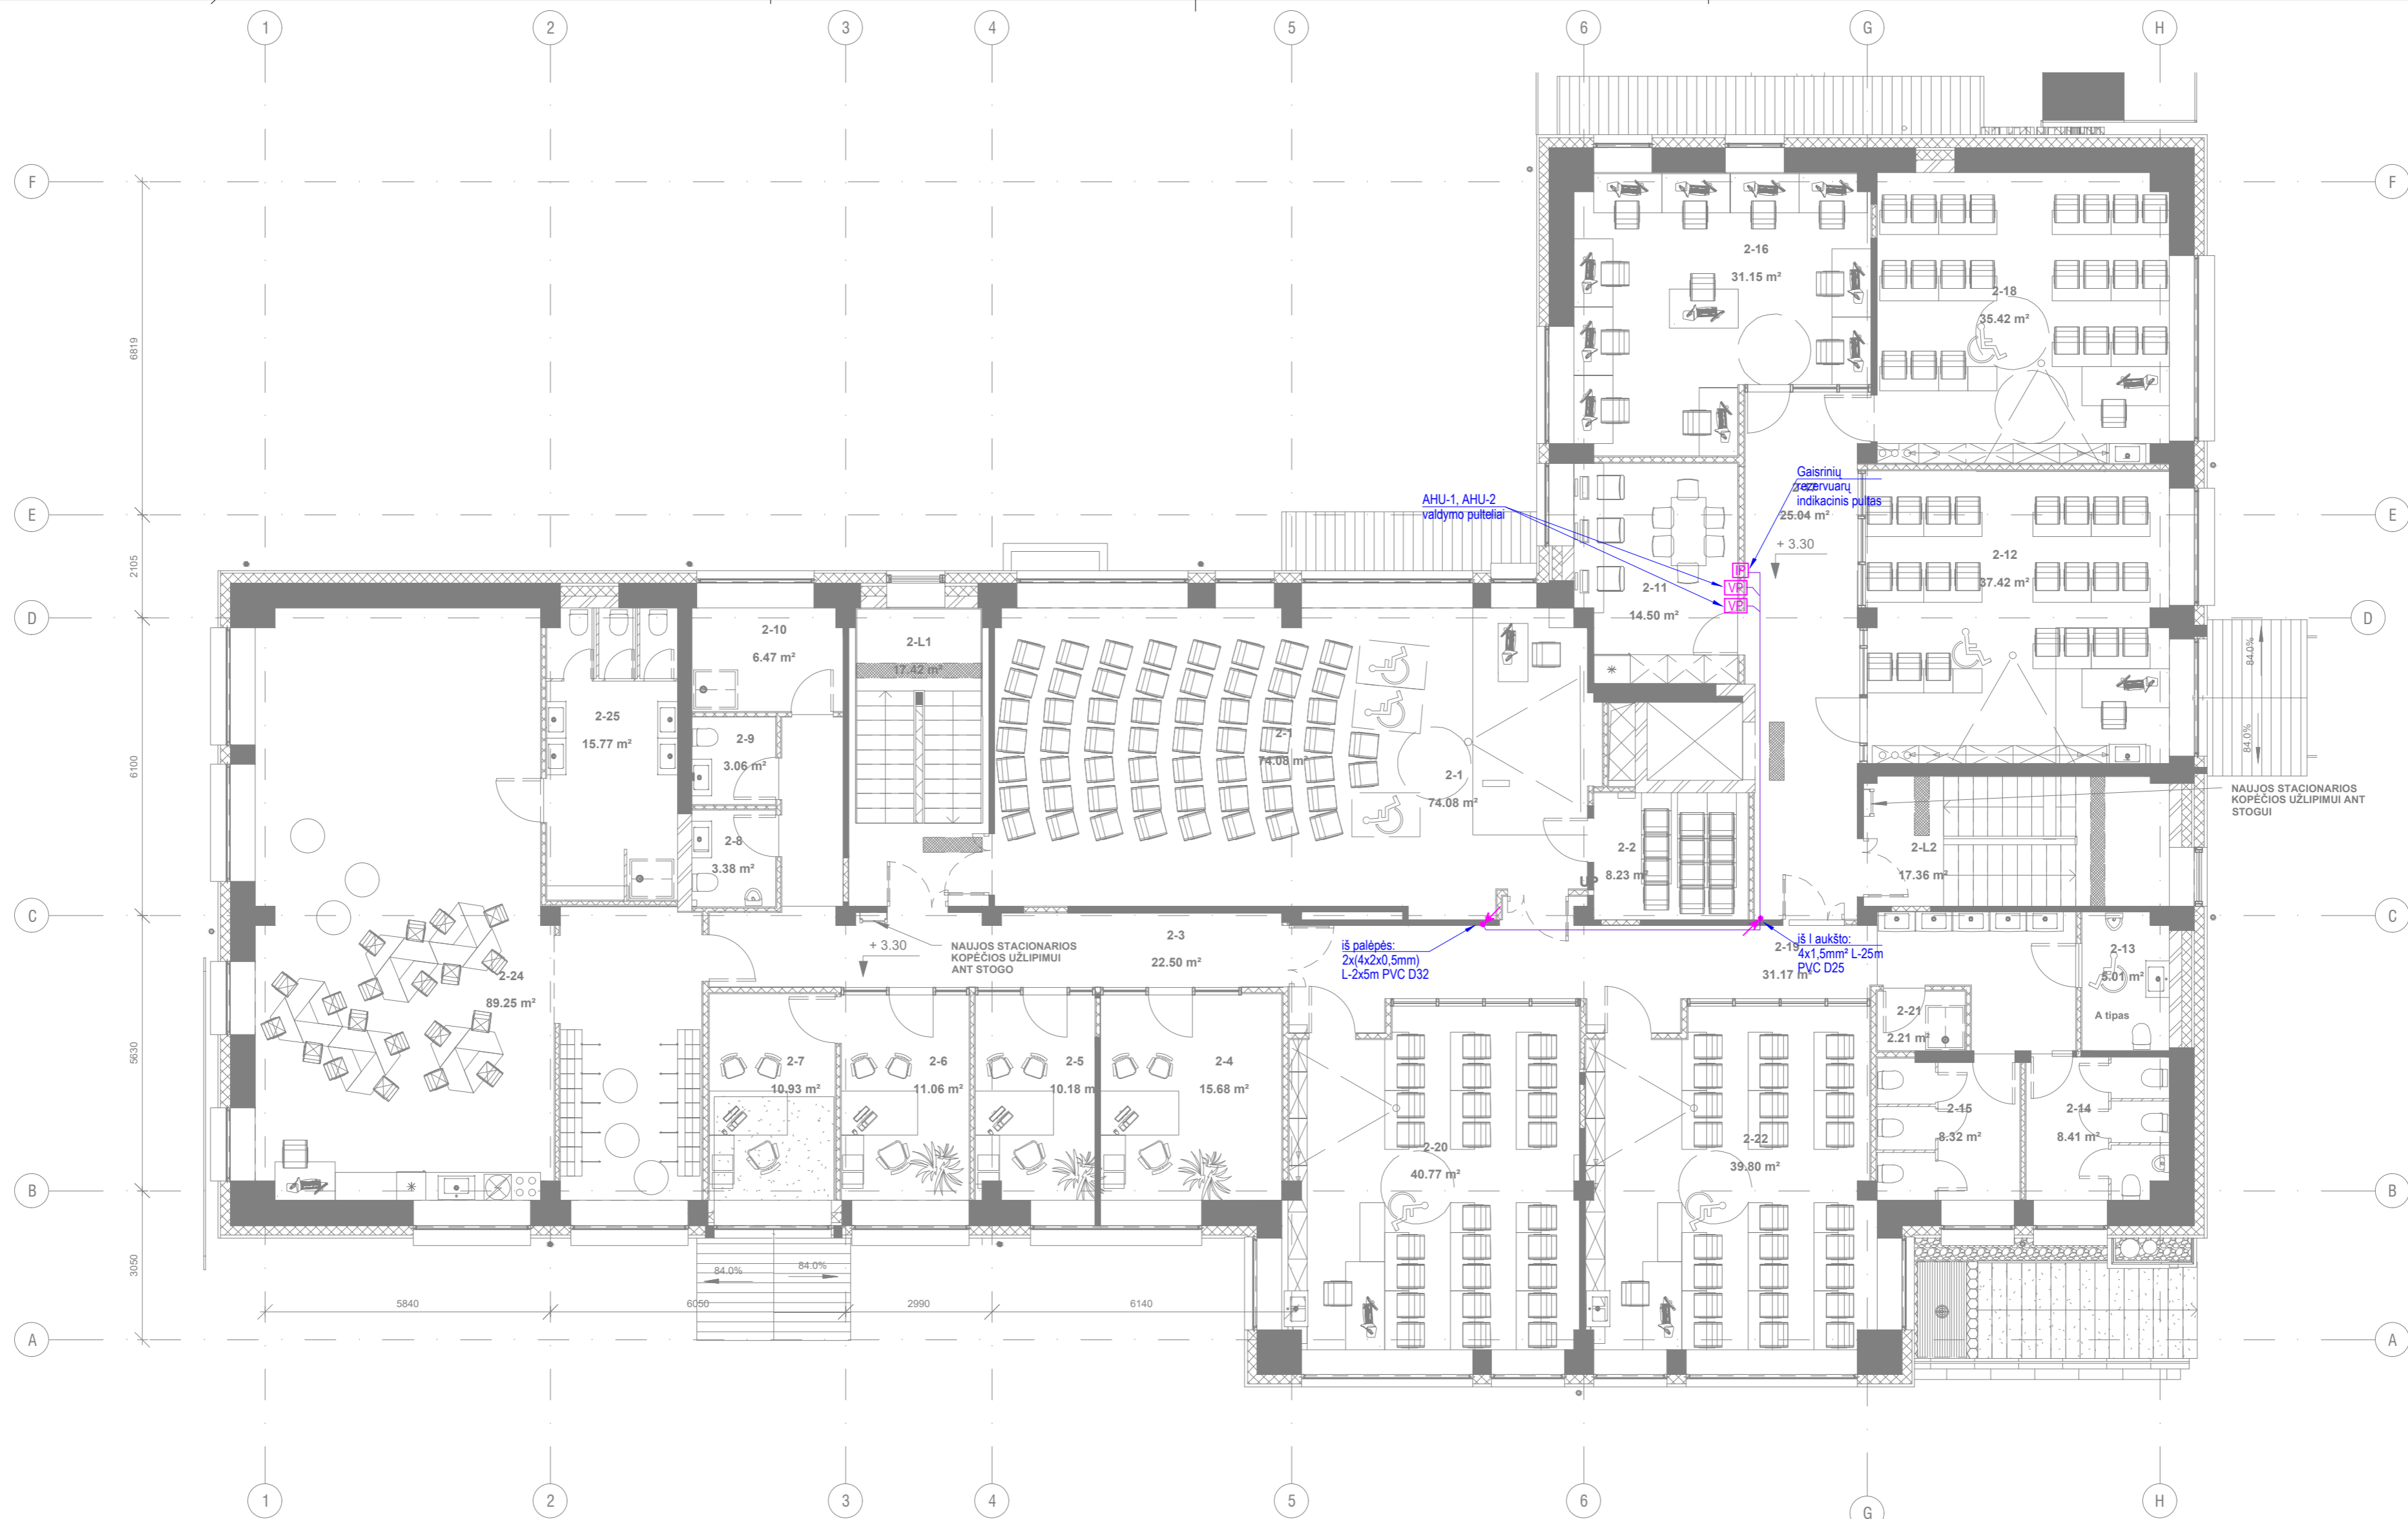 1
2
3
4
5
6
G
H
F
F
2-16
31.15 m²
2-18
35.42 m²
6819
Gaisrinių
rezervuarų
indikacinis pultas
AHU-1, AHU-2
valdymo pulteliai
25.04 m²
E
E
+ 3.30
2-12
37.42 m²
2105
IP
VP
VP
2-11
14.50 m²
D
D
2-10
6.47 m²
2-L1
17.42 m²
84.0%
84.0%
2-25
15.77 m²
2-9
3.06 m²
2-1
74.08 m²
2-1
74.08 m²
6100
NAUJOS STACIONARIOS
KOPĖČIOS UŽLIPIMUI ANT
STOGUI
2-8
3.38 m²
2-2
8.23 m²
UP
2-L2
17.36 m²
C
C
+ 3.30
NAUJOS STACIONARIOS
KOPĖČIOS UŽLIPIMUI
ANT STOGO
2-3
22.50 m²
iš palėpės:
2x(4x2x0,5mm)
L-2x5m PVC D32
iš I aukšto:
4x1,5mm² L-25m
PVC D25
2-19
31.17 m²
2-13
5.01 m²
A tipas
2-24
89.25 m²
2-21
2.21 m²
5630
2-7
10.93 m²
2-6
11.06 m²
2-5
10.18 m
2-4
15.68 m²
2-15
8.32 m²
2-14
8.41 m²
2-20
40.77 m²
2-22
39.80 m²
B
B
3050
84.0%
84.0%
5840
6050
2990
6140
A
A
1
2
3
4
5
6
G
H